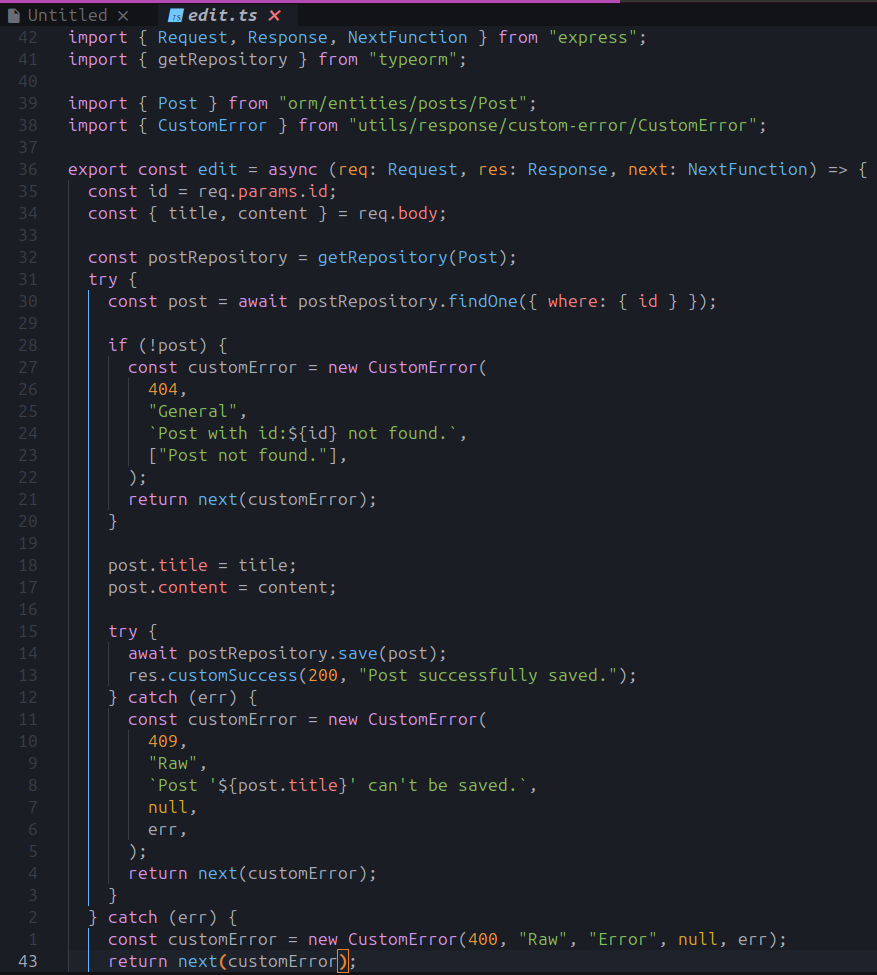 Untitled ×
TS edit.ts ×
42 import { Request, Response, NextFunction } from "express";
41 import { getRepository } from "typeorm";
40
39 import { Post } from "orm/entities/posts/Post";
38 import { CustomError } from "utils/response/custom-error/CustomError";
37
36 export const edit = async (req: Request, res: Response, next: NextFunction) => {
35   const id = req.params.id;
34   const { title, content } = req.body;
33
32   const postRepository = getRepository(Post);
31   try {
30     const post = await postRepository.findOne({ where: { id } });
29
28     if (!post) {
27       const customError = new CustomError(
26         404,
25         "General",
24         `Post with id:${id} not found.`,
23         ["Post not found."],
22       );
21       return next(customError);
20     }
19
18     post.title = title;
17     post.content = content;
16
15     try {
14       await postRepository.save(post);
13       res.customSuccess(200, "Post successfully saved.");
12     } catch (err) {
11       const customError = new CustomError(
10         409,
9         "Raw",
8         `Post '${post.title}' can't be saved.`,
7         null,
6         err,
5       );
4       return next(customError);
3     }
2   } catch (err) {
1     const customError = new CustomError(400, "Raw", "Error", null, err);
43     return next(customError);